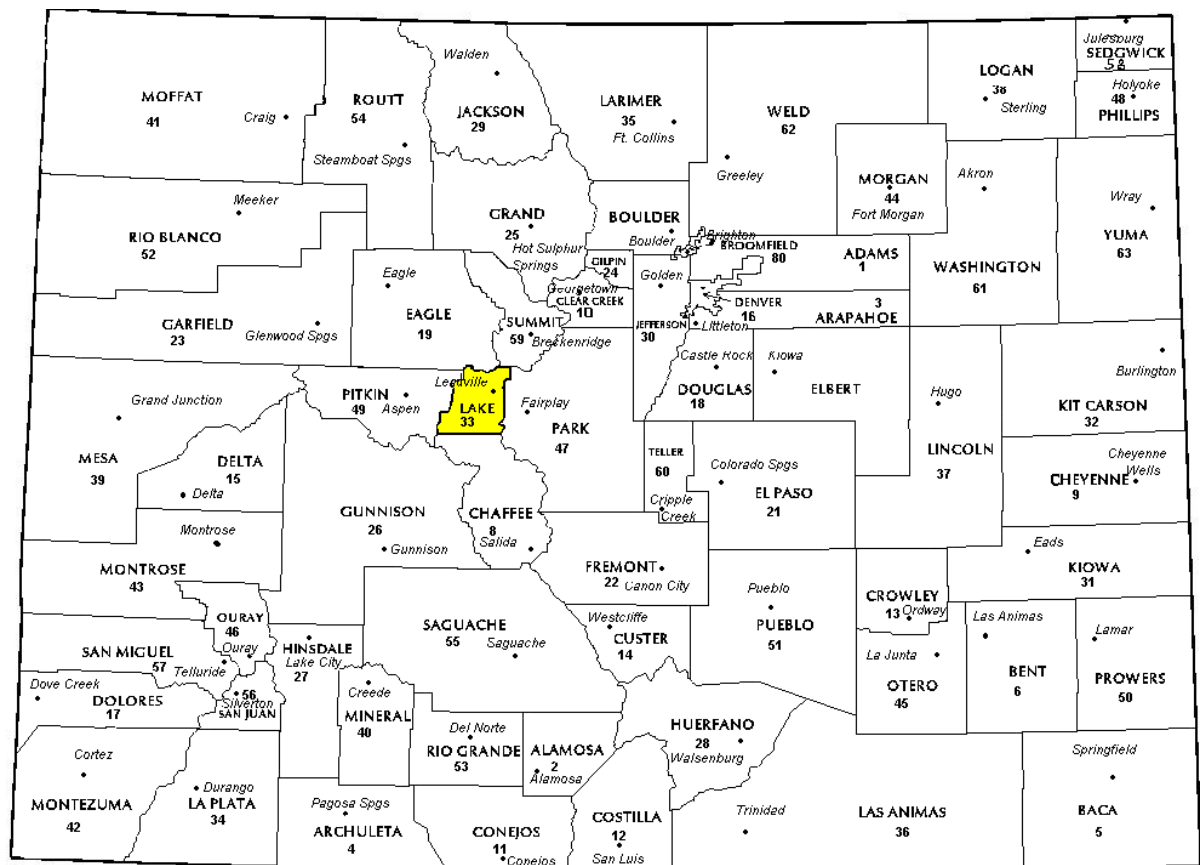 MOFFAT
41
Craig
ROUTT
54
Steamboat Spgs
Walden
JACKSON
29
LARIMER
35
Ft. Collins
WELD
62
Greeley
LOGAN
38
Sterling
Julesburg
SEDGWICK
58
Holyoke
48
PHILLIPS
MORGAN
44
Fort Morgan
Akron
WASHINGTON
61
Wray
YUMA
63
Meeker
RIO BLANCO
52
GRAND
25
Hot Sulphur
Springs
BOULDER
Boulder
Brighton
BROOMFIELD
80
ADAMS
1
GILPIN
24
Golden
Georgetown
CLEAR CREEK
10
DENVER
16
3
ARAPAHOE
JEFFERSON
30
Littleton
GARFIELD
23
Glenwood Spgs
Eagle
EAGLE
19
SUMMIT
59
Breckenridge
Castle Rock
DOUGLAS
18
Kiowa
ELBERT
Hugo
LINCOLN
37
Burlington
KIT CARSON
32
Grand Junction
MESA
39
PITKIN
49
Aspen
Leadville
LAKE
33
Fairplay
PARK
47
DELTA
15
Delta
TELLER
60
Cripple
Creek
Colorado Spgs
EL PASO
21
Cheyenne
Wells
CHEYENNE
9
Montrose
MONTROSE
43
GUNNISON
26
Gunnison
CHAFFEE
8
Salida
FREMONT
22
Canon City
Pueblo
PUEBLO
51
CROWLEY
13
Ordway
Eads
KIOWA
31
OURAY
46
Ouray
SAN MIGUEL
57
Telluride
HINSDALE
Lake City
27
SAGUACHE
55
Saguache
Westcliffe
CUSTER
14
La Junta
OTERO
45
Las Animas
BENT
6
Lamar
PROWERS
50
Dove Creek
DOLORES
17
56
Silverton
SAN JUAN
Creede
MINERAL
40
Del Norte
RIO GRANDE
53
ALAMOSA
2
Alamosa
HUERFANO
28
Walsenburg
Cortez
MONTEZUMA
42
Durango
LA PLATA
34
Pagosa Spgs
ARCHULETA
4
CONEJOS
11
Conejos
COSTILLA
12
San Luis
Trinidad
LAS ANIMAS
36
Springfield
BACA
5